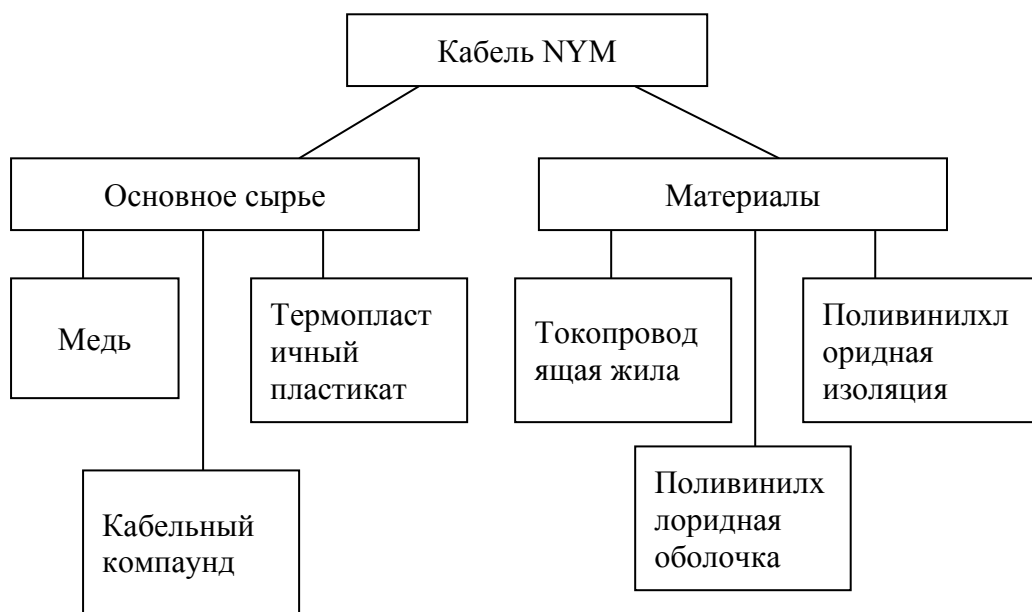 Кабель NYM
Основное сырье
Материалы
Медь
Термопласт
ичный
пластикат
Токопровод
ящая жила
Поливинилхл
оридная
изоляция
Кабельный
компаунд
Поливинилх
лоридная
оболочка